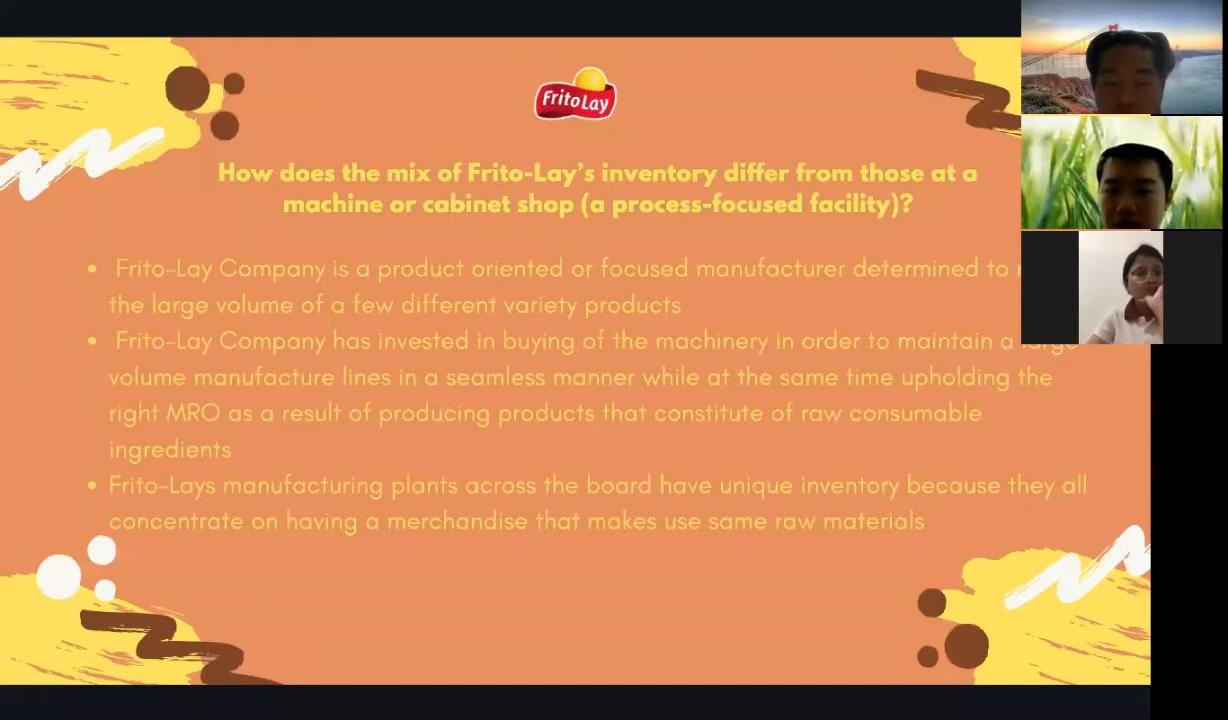 Frito Lay
How does the mix of Frito-Lay's inventory differ from those at a
machine or cabinet shop (a process-focused facility)?
• Frito-Lay Company is a product oriented or focused manufacturer determined to
the large volume of a few different variety products
• Frito-Lay Company has invested in buying of the machinery in order to maintain a large
volume manufacture lines in a seamless manner while at the same time upholding the
right MRO as a result of producing products that constitute of raw consumable
ingredients
• Frito-Lays manufacturing plants across the board have unique inventory because they all
concentrate on having a merchandise that makes use same raw materials